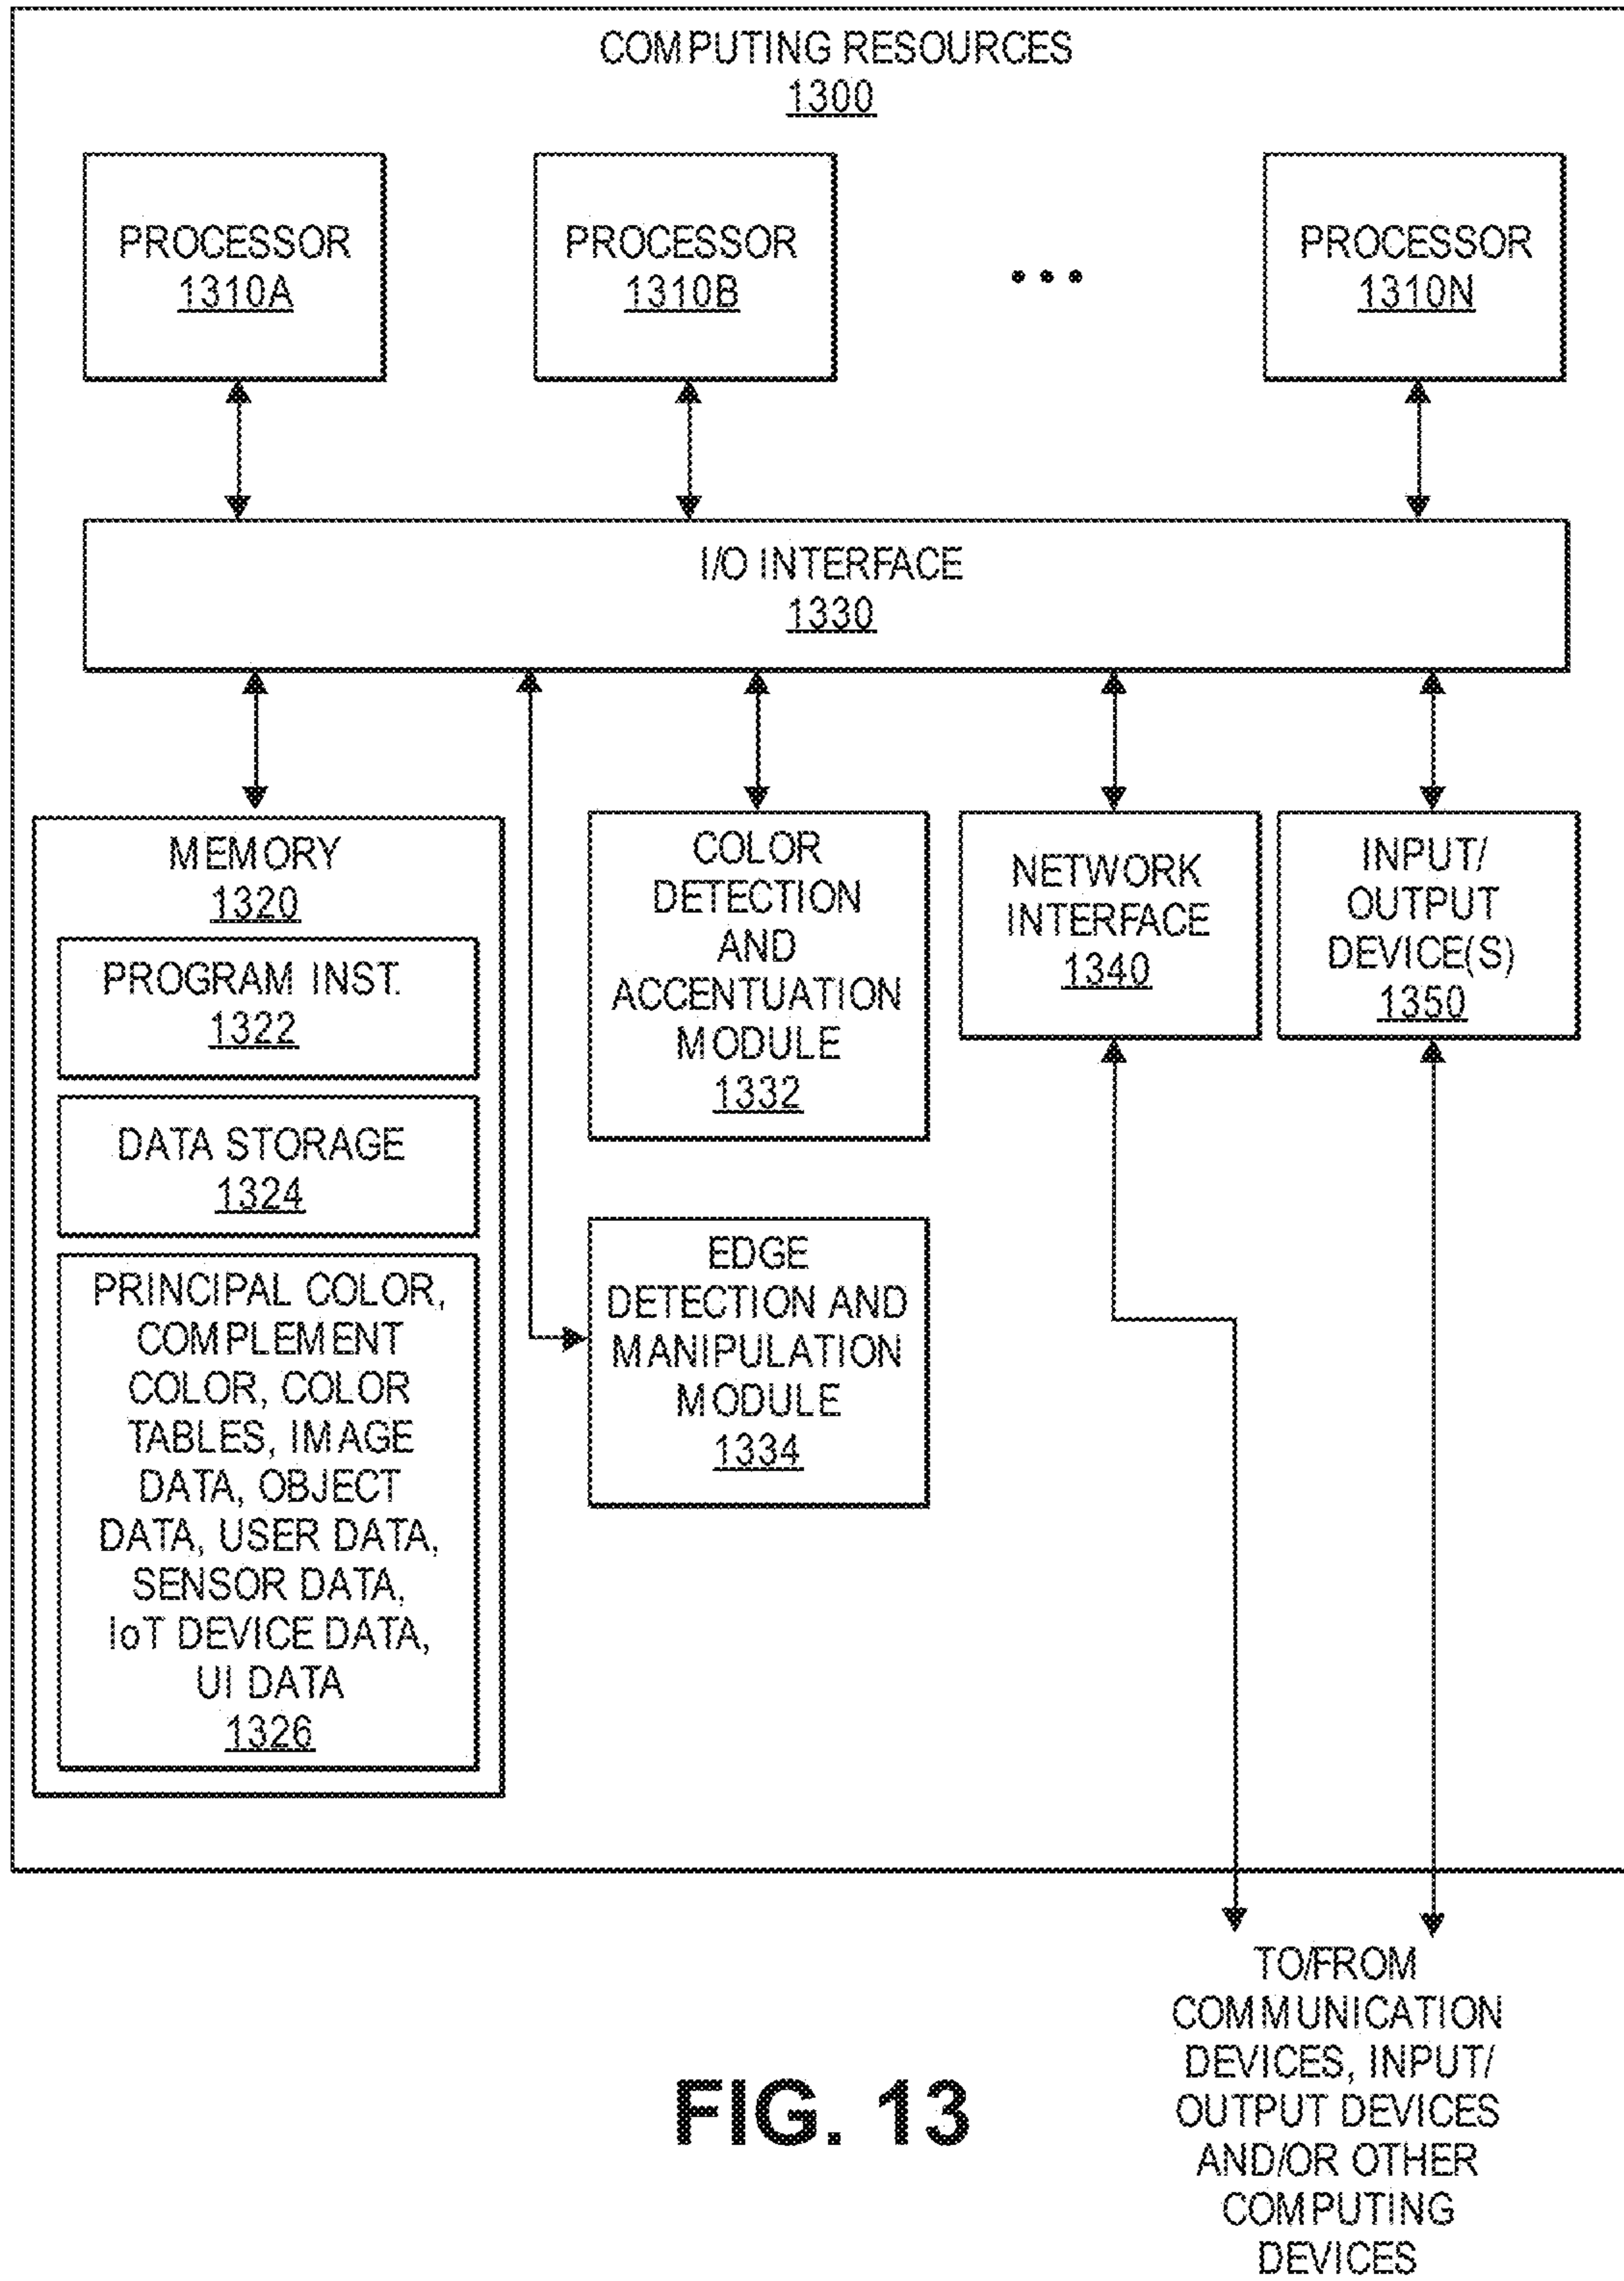 COMPUTING RESOURCES
1300
PROCESSOR
1310A
PROCESSOR
1310B
...
PROCESSOR
1310N
I/O INTERFACE
1330
MEMORY
1320
PROGRAM INST.
1322
DATA STORAGE
1324
PRINCIPAL COLOR,
COMPLEMENT
COLOR, COLOR
TABLES, IMAGE
DATA, OBJECT
DATA, USER DATA,
SENSOR DATA,
IoT DEVICE DATA,
UI DATA
1326
COLOR
DETECTION
AND
ACCENTUATION
MODULE
1332
EDGE
DETECTION AND
MANIPULATION
MODULE
1334
NETWORK
INTERFACE
1340
INPUT/
OUTPUT
DEVICE(S)
1350
TO/FROM
COMMUNICATION
DEVICES, INPUT/
OUTPUT DEVICES
AND/OR OTHER
COMPUTING
DEVICES
FIG. 13